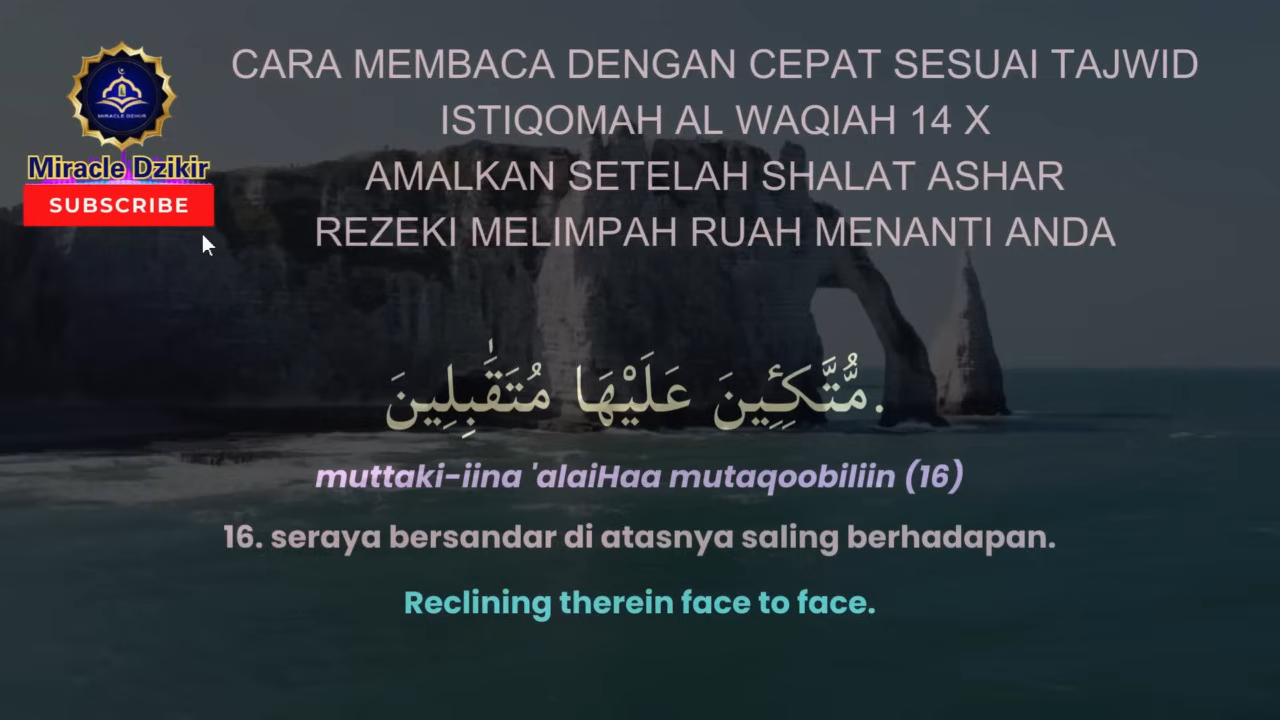 CARA MEMBACA DENGAN CEPAT SESUAI TAJWID
ISTIQOMAH AL WAQIAH 14 X
AMALKAN SETELAH SHALAT ASHAR
REZEKI MELIMPAH RUAH MENANTI ANDA
MIRACLE DZIKIR
Miracle Dzikir
SUBSCRIBE
مُّتَّكِـِٔينَ عَلَيْهَا مُتَقَٰبِلِينَ.
muttaki-iina 'alaiHaa mutaqoobiliin (16)
16. seraya bersandar di atasnya saling berhadapan.
Reclining therein face to face.